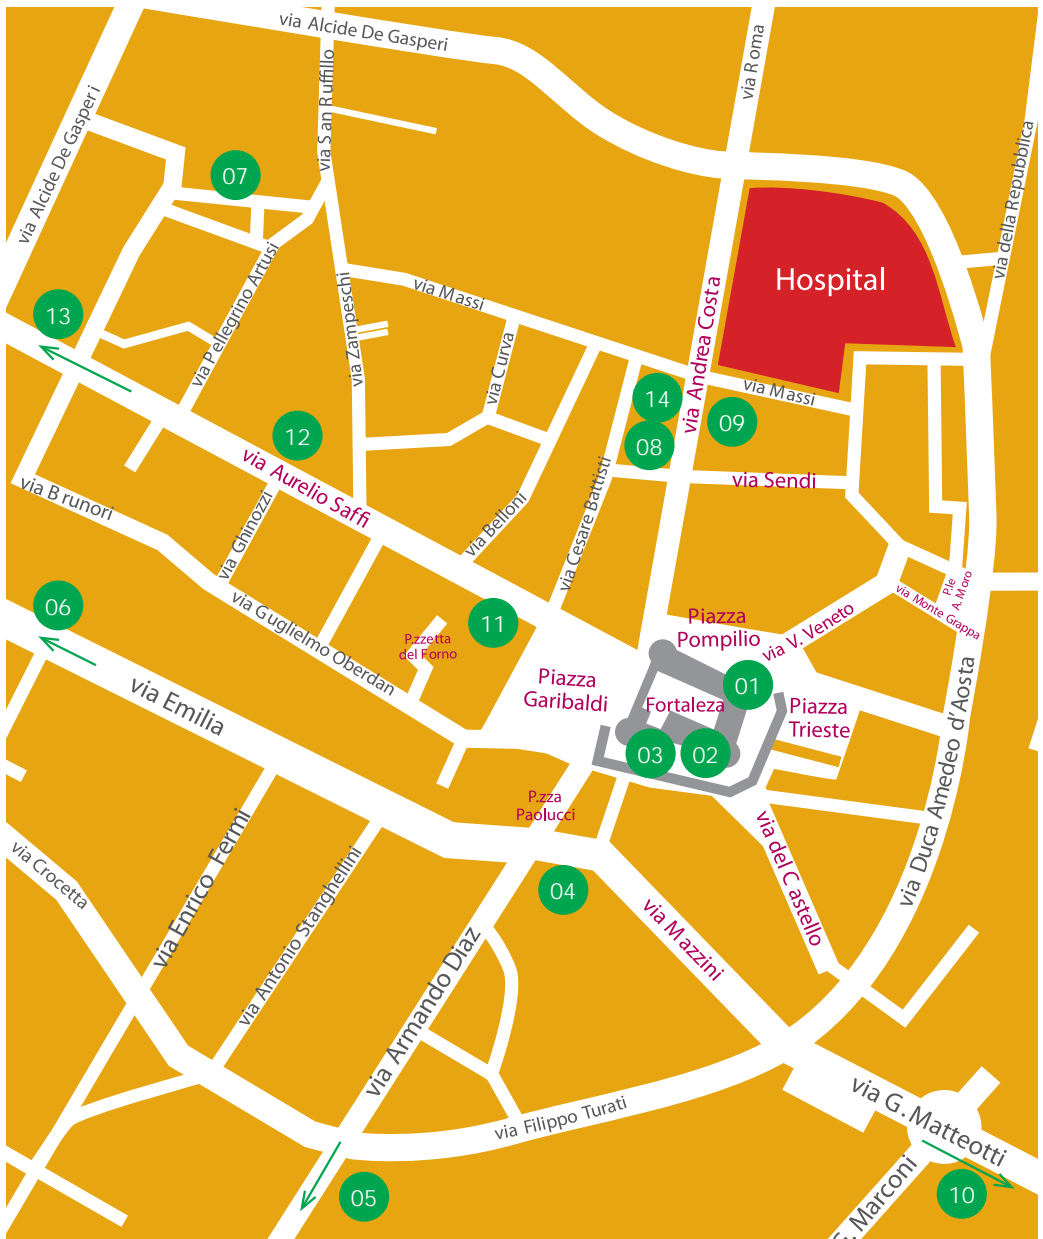 via Alcide De Gasperi
via Roma
via San Ruffillo
via Alcide De Gasperi
via della Repubblica
07
via Pellegrino Artusi
Hospital
via Massi
via Andrea Costa
via Zampeschi
13
via Curva
via Massi
14
09
08
12
via Aurelio Saffi
via Sendi
via Brunori
via Ghinozzi
via Belloni
via Cesare Battisti
P.le
A. Moro
via Monte Grappa
06
via Guglielmo Oberdan
11
Piazza
Pompilio
via V. Veneto
P.zzetta
del Forno
Piazza
Garibaldi
01
Fortaleza
Piazza
Trieste
via Emilia
03
02
via Duca Amedeo d'Aosta
P.zza
Paolucci
via del Castello
via Enrico Fermi
via Crocetta
via Antonio Stanghellini
04
via Mazzini
via Armando Diaz
via Filippo Turati
via G. Matteotti
05
10
. Marconi